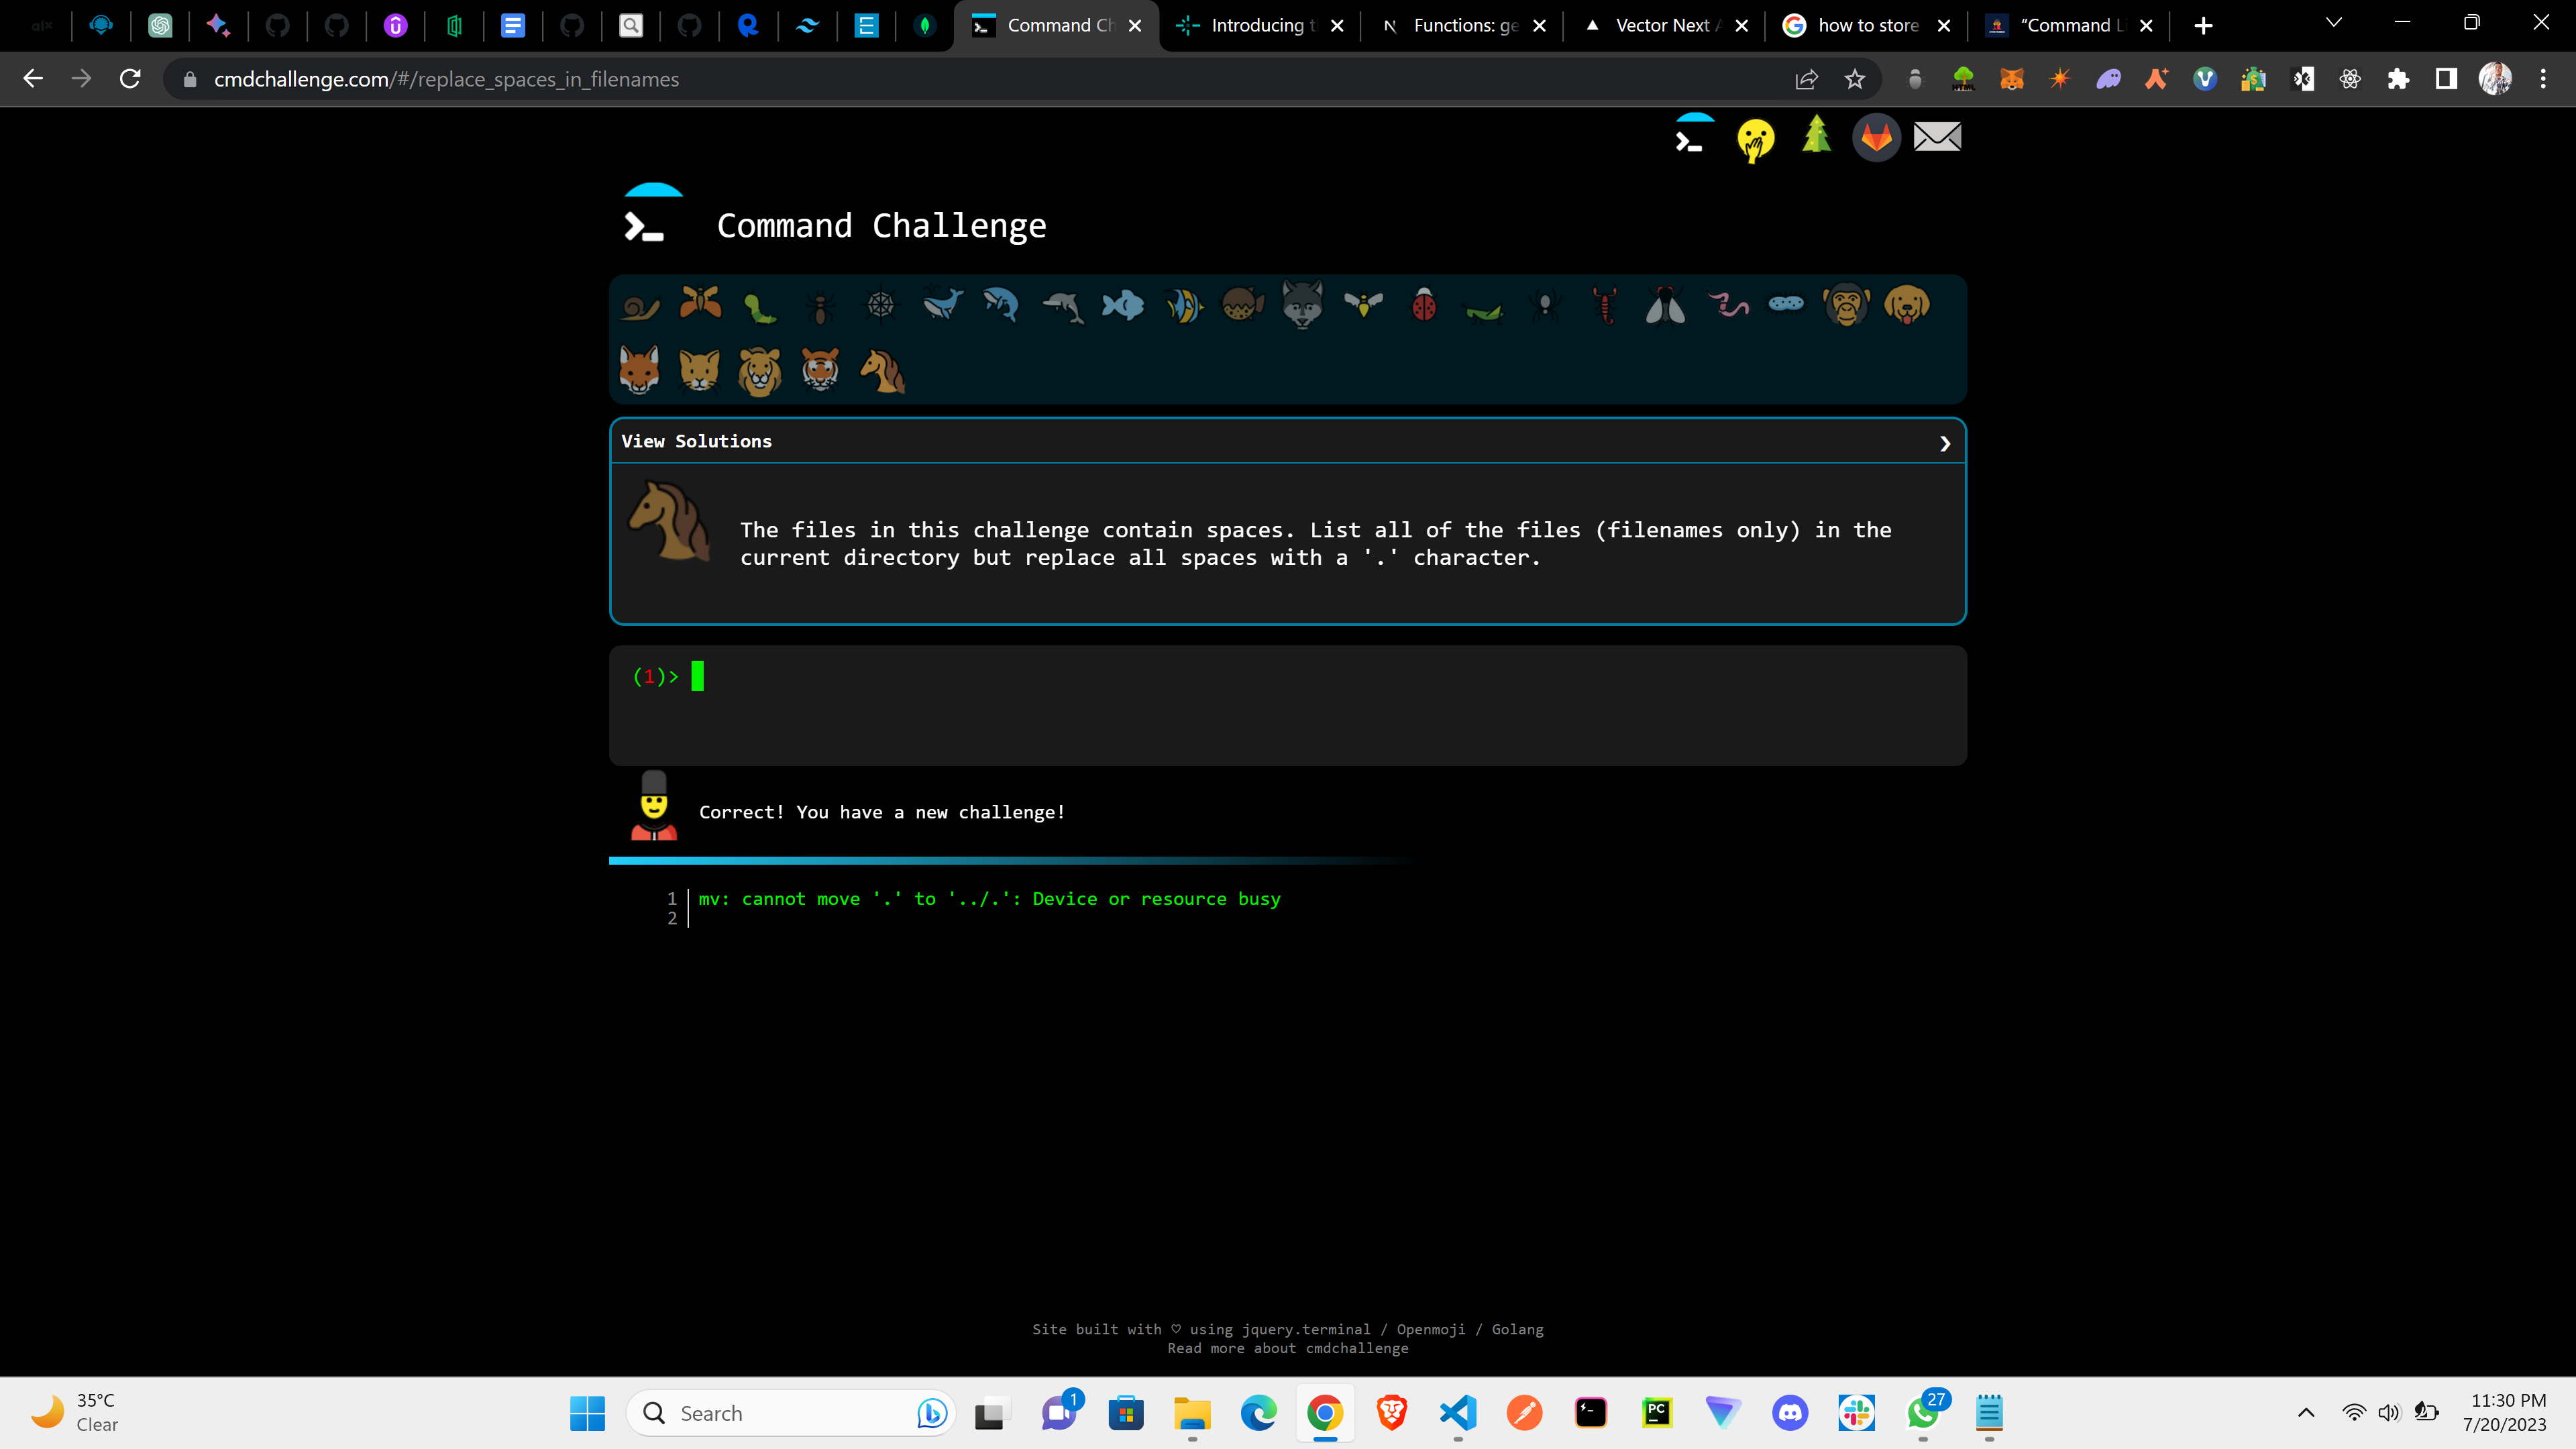 Command Ch
Introducing t
Functions: ge
Vector Next A
how to store
“Command Li
cmdchallenge.com/#/replace_spaces_in_filenames
Command Challenge
View Solutions
The files in this challenge contain spaces. List all of the files (filenames only) in the
current directory but replace all spaces with a '.' character.
(1)>
Correct! You have a new challenge!
1 mv: cannot move '.' to '../.': Device or resource busy
2
Site built with ♡ using jquery.terminal / Openmoji / Golang
Read more about cmdchallenge
35°C
Clear
Search
1
PC
27
11:30 PM
7/20/2023